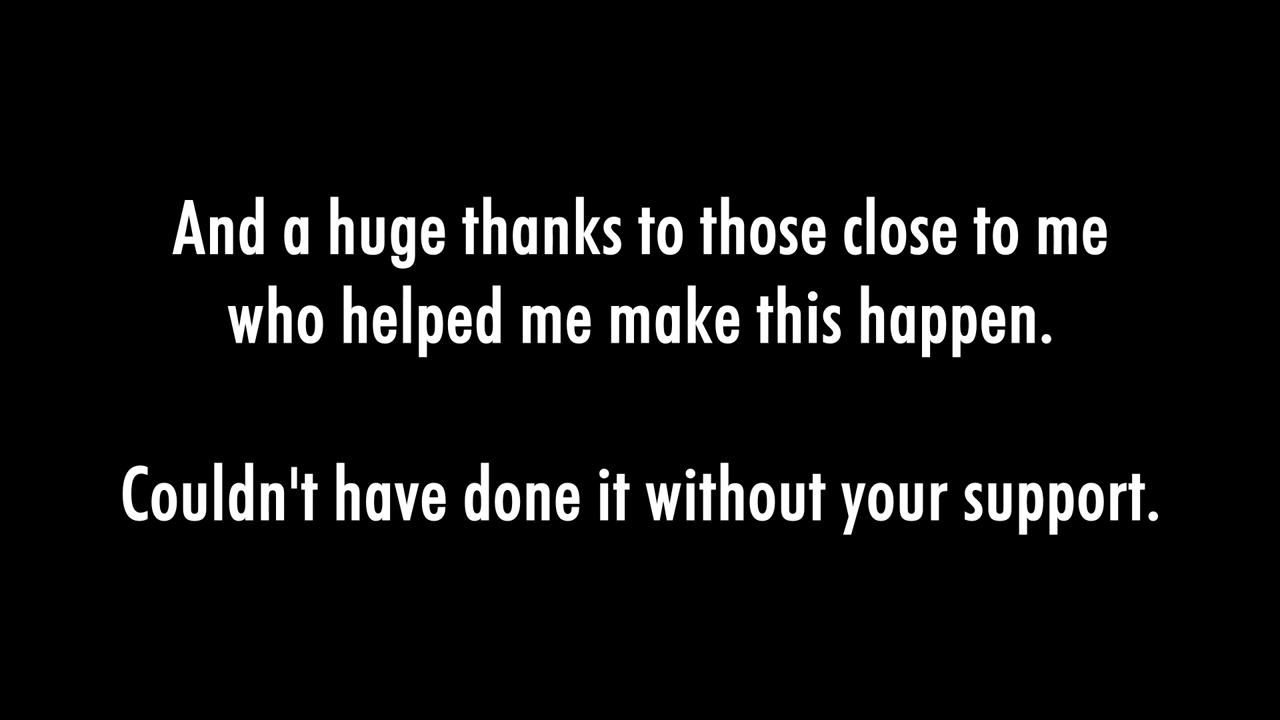 And a huge thanks to those close to me
who helped me make this happen.
Couldn't have done it without your support.